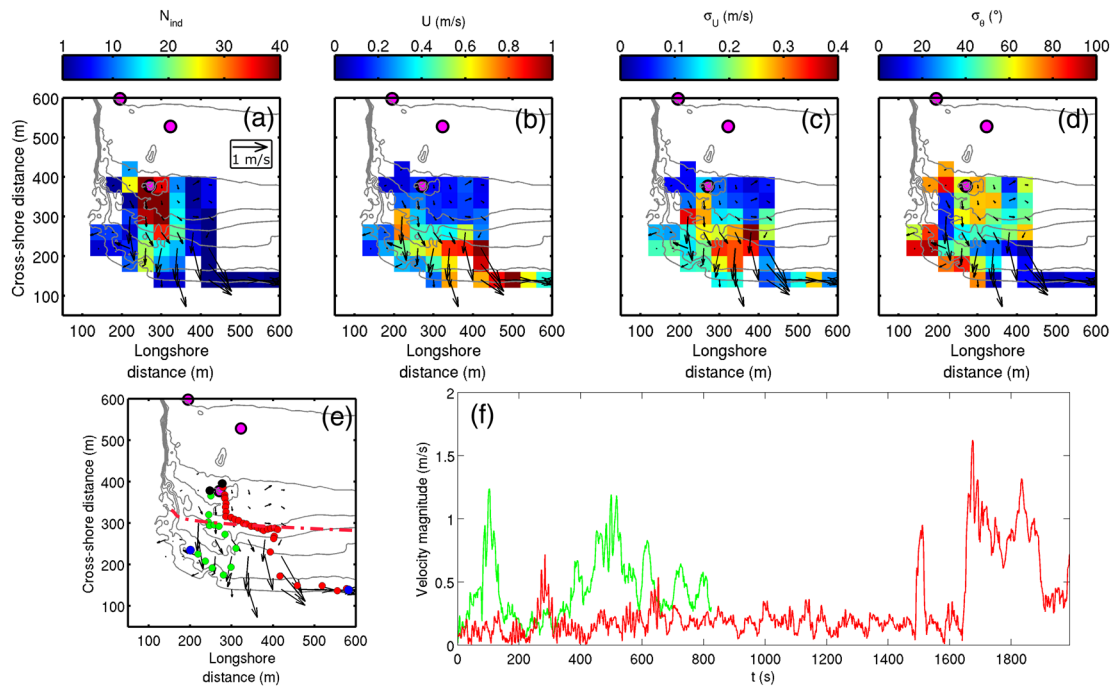 N_ind U (m/s) σ_U (m/s) σ_θ (°)
1 10 20 30 40 0 0.2 0.4 0.6 0.8 1 0 0.1 0.2 0.3 0.4 0 20 40 60 80 100
600 (a) (b) (c) (d)
500 1 m/s
400
300
200
100
Cross-shore distance (m)
100 200 300 400 500 600 100 200 300 400 500 600 100 200 300 400 500 600 100 200 300 400 500 600
Longshore Longshore Longshore Longshore
distance (m) distance (m) distance (m) distance (m)
600 (e)
500
400
300
200
100
Cross-shore distance (m)
100 200 300 400 500 600
Longshore
distance (m)
2 (f)
1.5
1
0.5
0
Velocity magnitude (m/s)
0 200 400 600 800 1000 1200 1400 1600 1800
t (s)